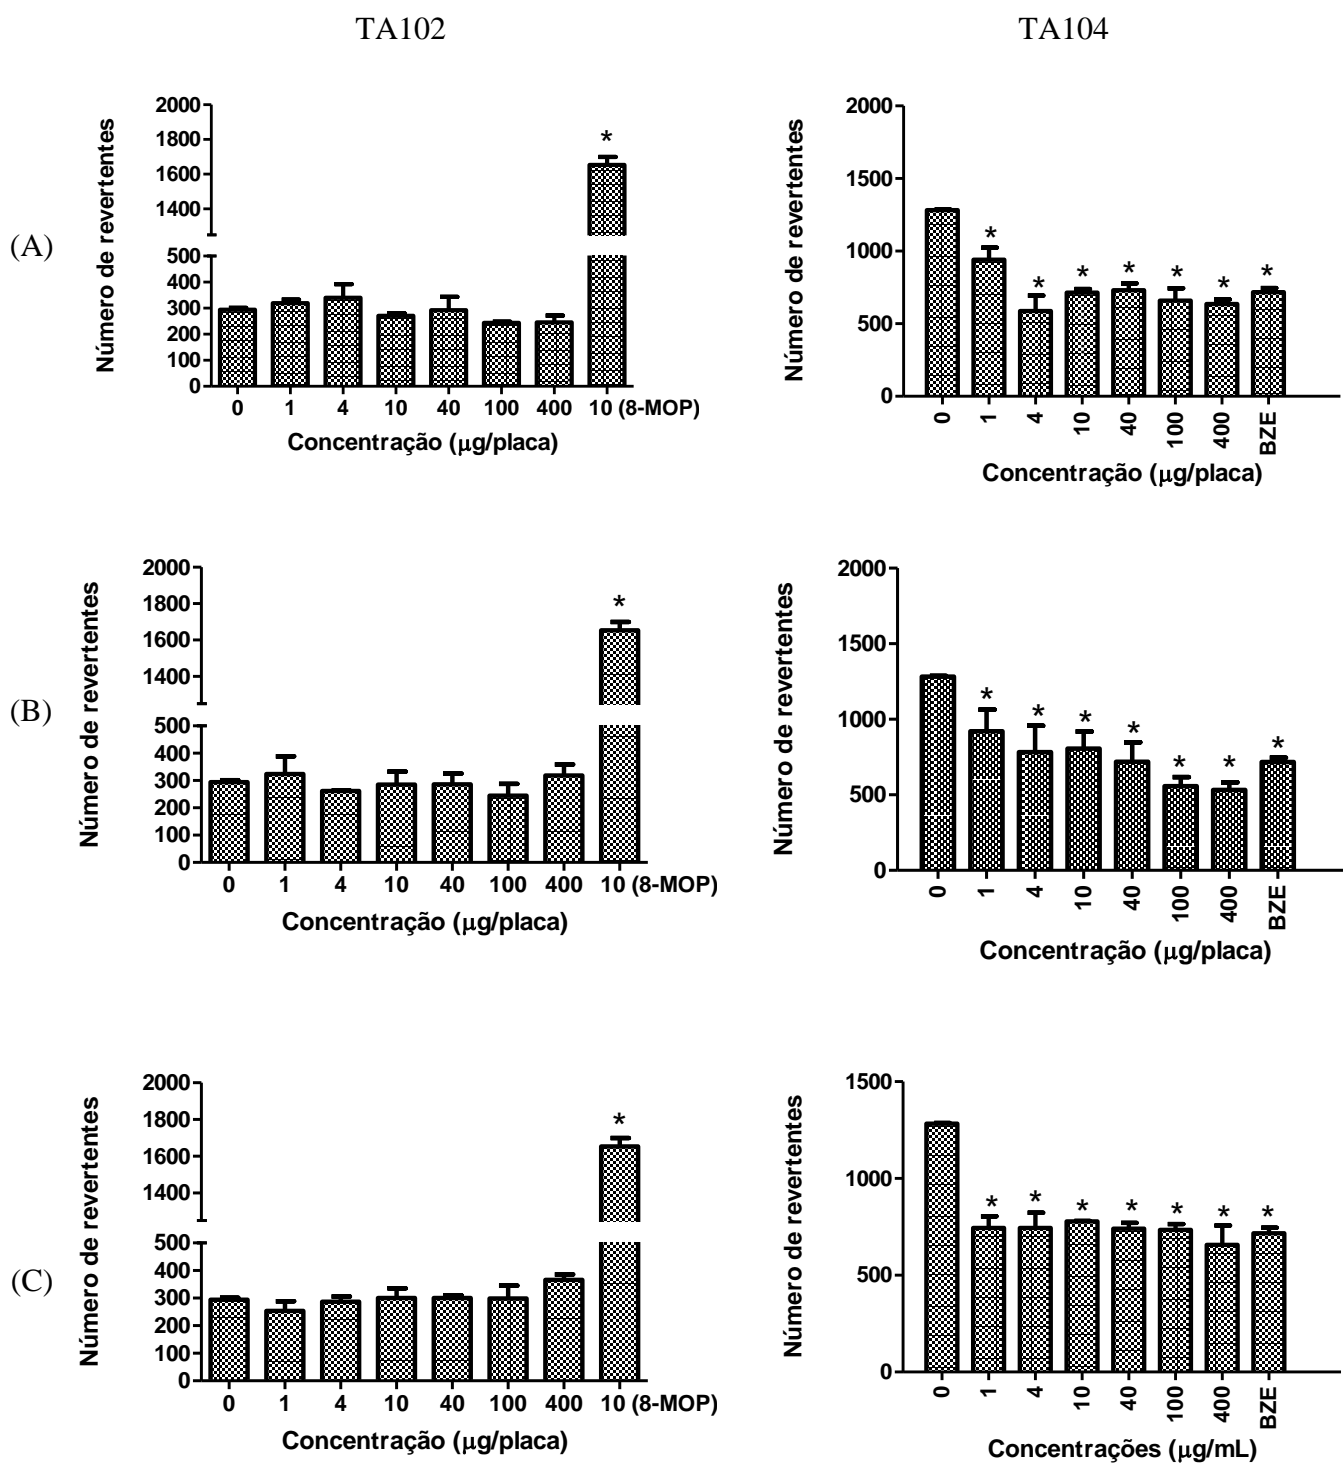 TA102
TA104
(A)
Número de revertentes
2000
1800
1600
1400
500
400
300
200
100
0
*
0 1 4 10 40 100 400 10 (8-MOP)
Concentração (μg/placa)
Número de revertentes
2000
1500
1000
500
0
* * * * * * *
0 1 4 10 40 100 400 BZE
Concentração (μg/placa)
(B)
Número de revertentes
2000
1800
1600
1400
500
400
300
200
100
0
*
0 1 4 10 40 100 400 10 (8-MOP)
Concentração (μg/placa)
Número de revertentes
2000
1500
1000
500
0
* * * * * * *
0 1 4 10 40 100 400 BZE
Concentração (μg/placa)
(C)
Número de revertentes
2000
1800
1600
1400
500
400
300
200
100
0
*
0 1 4 10 40 100 400 10 (8-MOP)
Concentração (μg/placa)
Número de revertentes
1500
1000
500
0
* * * * * * *
0 1 4 10 40 100 400 BZE
Concentrações (μg/mL)